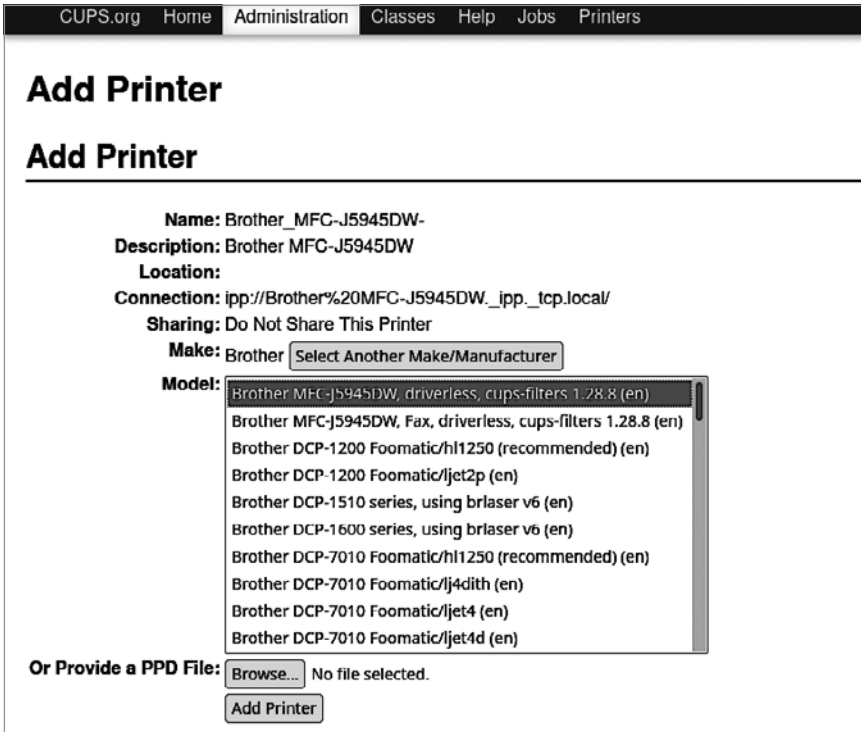 CUPS.org Home Administration Classes Help Jobs Printers
Add Printer
Add Printer
Name: Brother_MFC-J5945DW-
Description: Brother MFC-J5945DW
Location:
Connection: ipp://Brother%20MFC-J5945DW._ipp._tcp.local/
Sharing: Do Not Share This Printer
Make: Brother Select Another Make/Manufacturer
Model: Brother MFC-J5945DW, driverless, cups-filters 1.28.8 (en)
Brother MFC-J5945DW, Fax, driverless, cups-filters 1.28.8 (en)
Brother DCP-1200 Foomatic/hl1250 (recommended) (en)
Brother DCP-1200 Foomatic/ljet2p (en)
Brother DCP-1510 series, using brlaser v6 (en)
Brother DCP-1600 series, using brlaser v6 (en)
Brother DCP-7010 Foomatic/hl1250 (recommended) (en)
Brother DCP-7010 Foomatic/lj4dith (en)
Brother DCP-7010 Foomatic/ljet4 (en)
Brother DCP-7010 Foomatic/ljet4d (en)
Or Provide a PPD File: Browse... No file selected.
Add Printer